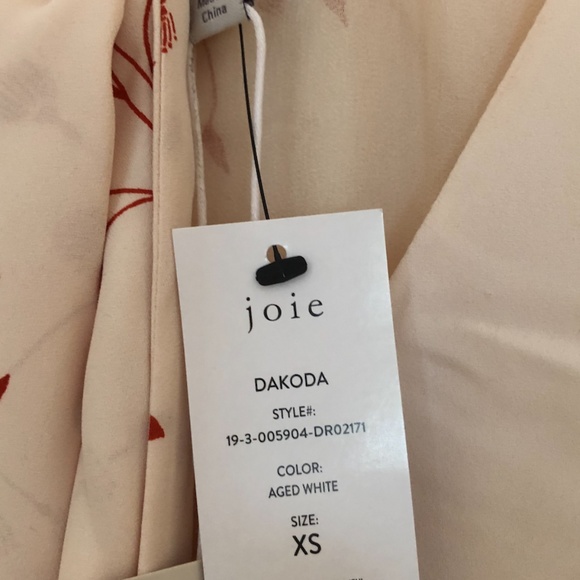 China
joie
DAKODA
STYLE#:
19-3-005904-DR02171
COLOR:
AGED WHITE
SIZE:
XS